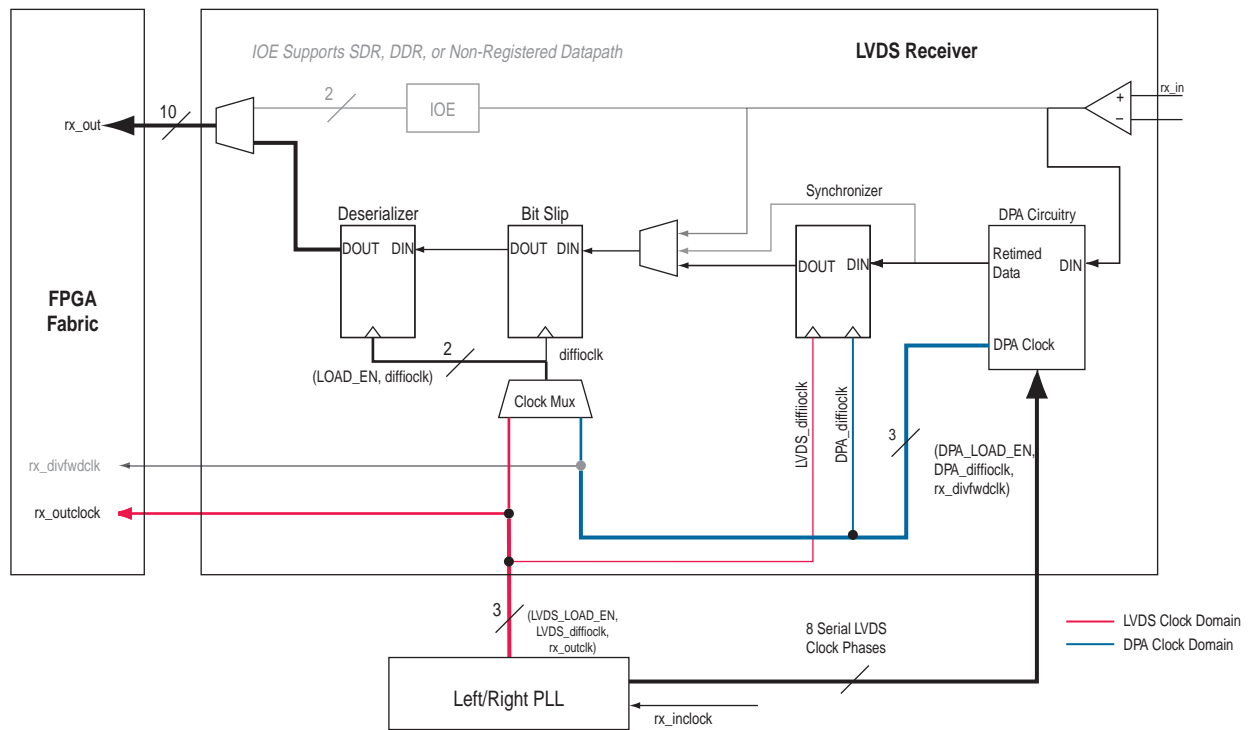 IOE Supports SDR, DDR, or Non-Registered Datapath
LVDS Receiver
rx_in
+
–
2
IOE
10
rx_out
Synchronizer
Deserializer
Bit Slip
DPA Circuitry
DOUT DIN
DOUT DIN
DOUT DIN
Retimed
Data
DIN
DPA Clock
FPGA
Fabric
2
(LOAD_EN, diffioclk)
diffioclk
Clock Mux
LVDS_diffiioclk
DPA_diffioclk
3
(DPA_LOAD_EN,
DPA_diffioclk,
rx_divfwdclk)
rx_divfwdclk
rx_outclock
3
(LVDS_LOAD_EN,
LVDS_diffioclk,
rx_outclk)
8 Serial LVDS
Clock Phases
LVDS Clock Domain
DPA Clock Domain
Left/Right PLL
rx_inclock